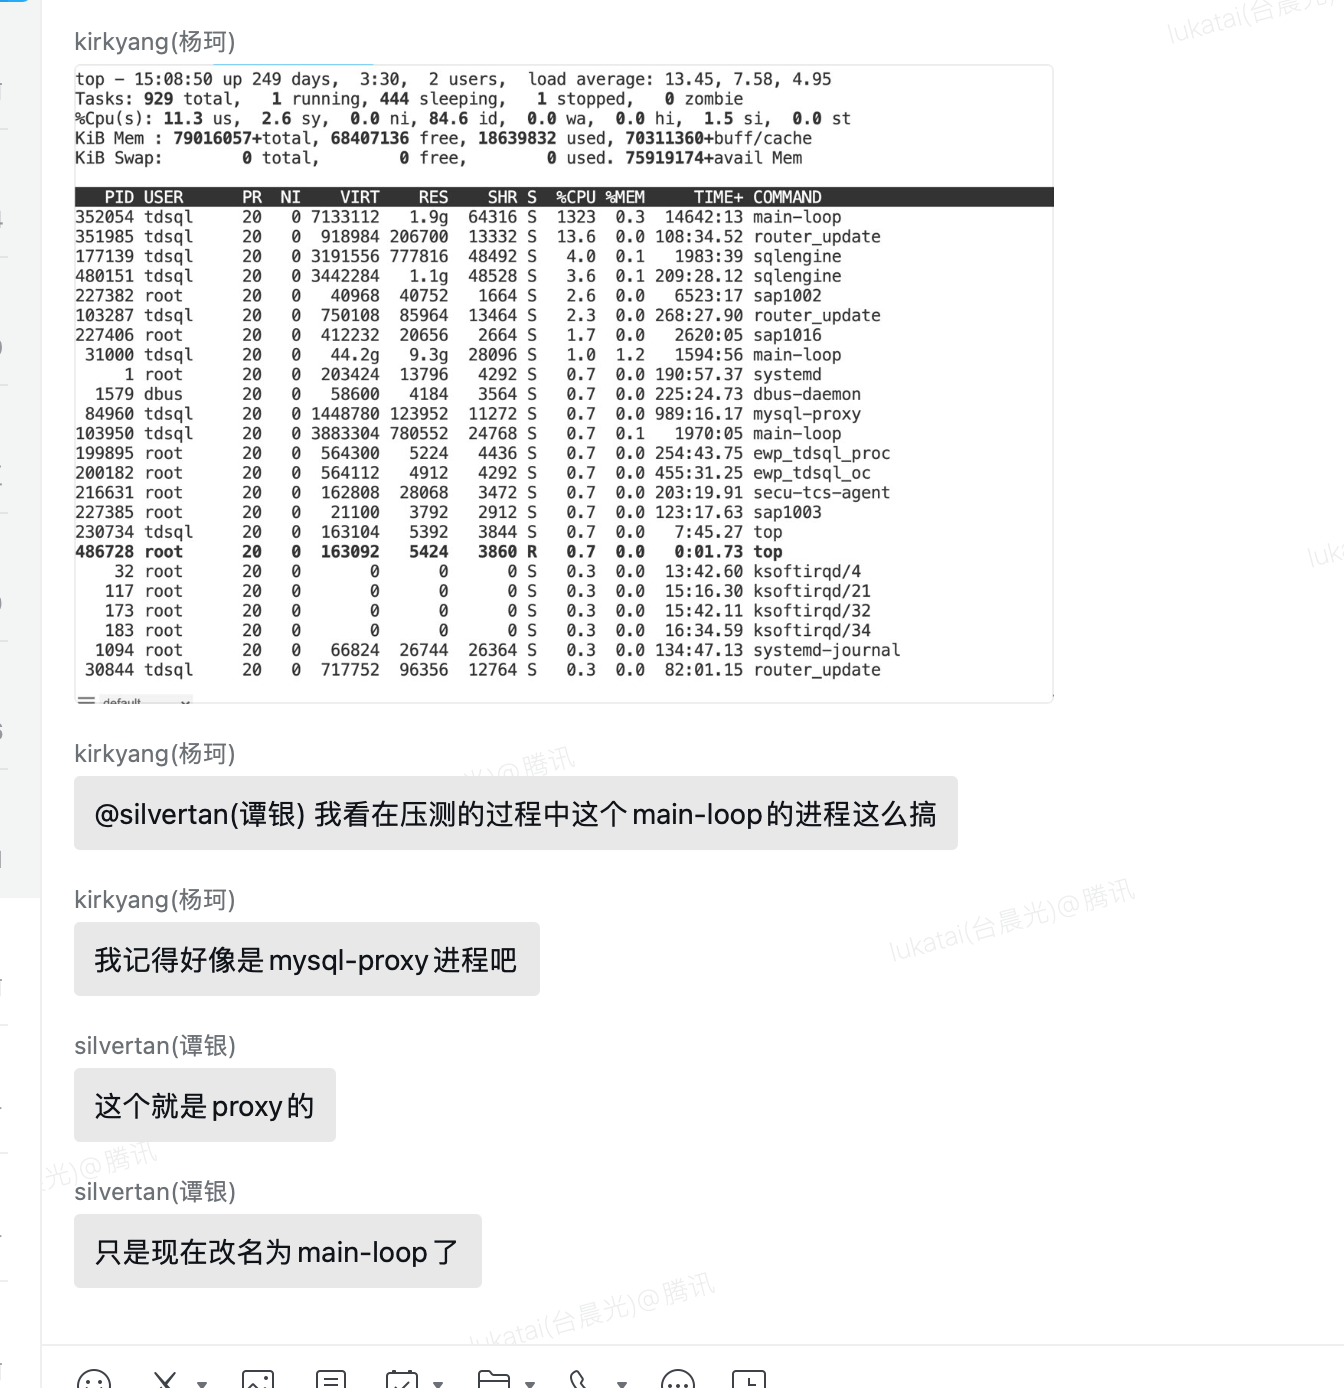 lukatai(台晨光)
kirkyang(杨珂)
top - 15:08:50 up 249 days,  3:30,  2 users,  load average: 13.45, 7.58, 4.95
Tasks: 929 total,   1 running, 444 sleeping,   1 stopped,   0 zombie
%Cpu(s): 11.3 us,  2.6 sy,  0.0 ni, 84.6 id,  0.0 wa,  0.0 hi,  1.5 si,  0.0 st
KiB Mem : 79016057+total, 68407136 free, 18639832 used, 70311360+buff/cache
KiB Swap:        0 total,        0 free,        0 used. 75919174+avail Mem
PID USER      PR  NI    VIRT    RES    SHR S  %CPU %MEM     TIME+ COMMAND
352054 tdsql     20   0 7133112   1.9g  64316 S  1323  0.3  14642:13 main-loop
351985 tdsql     20   0  918984 206700  13332 S  13.6  0.0 108:34.52 router_update
177139 tdsql     20   0 3191556 777816  48492 S   4.0  0.1   1983:39 sqlengine
480151 tdsql     20   0 3442284   1.1g  48528 S   3.6  0.1 209:28.12 sqlengine
227382 root      20   0   40968  40752   1664 S   2.6  0.0   6523:17 sap1002
103287 tdsql     20   0  750108  85964  13464 S   2.3  0.0 268:27.90 router_update
227406 root      20   0  412232  20656   2664 S   1.7  0.0   2620:05 sap1016
31000 tdsql     20   0   44.2g   9.3g  28096 S   1.0  1.2   1594:56 main-loop
1 root      20   0  203424  13796   4292 S   0.7  0.0 190:57.37 systemd
1579 dbus      20   0   58600   4184   3564 S   0.7  0.0 225:24.73 dbus-daemon
84960 tdsql     20   0 1448780 123952  11272 S   0.7  0.0 989:16.17 mysql-proxy
103950 tdsql     20   0 3883304 780552  24768 S   0.7  0.1   1970:05 main-loop
199895 root      20   0  564300   5224   4436 S   0.7  0.0 254:43.75 ewp_tdsql_proc
200182 root      20   0  564112   4912   4292 S   0.7  0.0 455:31.25 ewp_tdsql_oc
216631 root      20   0  162808  28068   3472 S   0.7  0.0 203:19.91 secu-tcs-agent
227385 root      20   0   21100   3792   2912 S   0.7  0.0 123:17.63 sap1003
230734 tdsql     20   0  163104   5392   3844 S   0.7  0.0   7:45.27 top
486728 root      20   0  163092   5424   3860 R   0.7  0.0   0:01.73 top
32 root      20   0       0      0      0 S   0.3  0.0  13:42.60 ksoftirqd/4
117 root      20   0       0      0      0 S   0.3  0.0  15:16.30 ksoftirqd/21
173 root      20   0       0      0      0 S   0.3  0.0  15:42.11 ksoftirqd/32
183 root      20   0       0      0      0 S   0.3  0.0  16:34.59 ksoftirqd/34
1094 root      20   0   66824  26744  26364 S   0.3  0.0 134:47.13 systemd-journal
30844 tdsql     20   0  717752  96356  12764 S   0.3  0.0  82:01.15 router_update
default
kirkyang(杨珂)
@silvertan(谭银) 我看在压测的过程中这个main-loop的进程这么搞
kirkyang(杨珂)
lukatai(台晨光)@腾讯
我记得好像是mysql-proxy进程吧
silvertan(谭银)
这个就是proxy的
silvertan(谭银)
只是现在改名为main-loop了
lukatai(台晨光)@腾讯